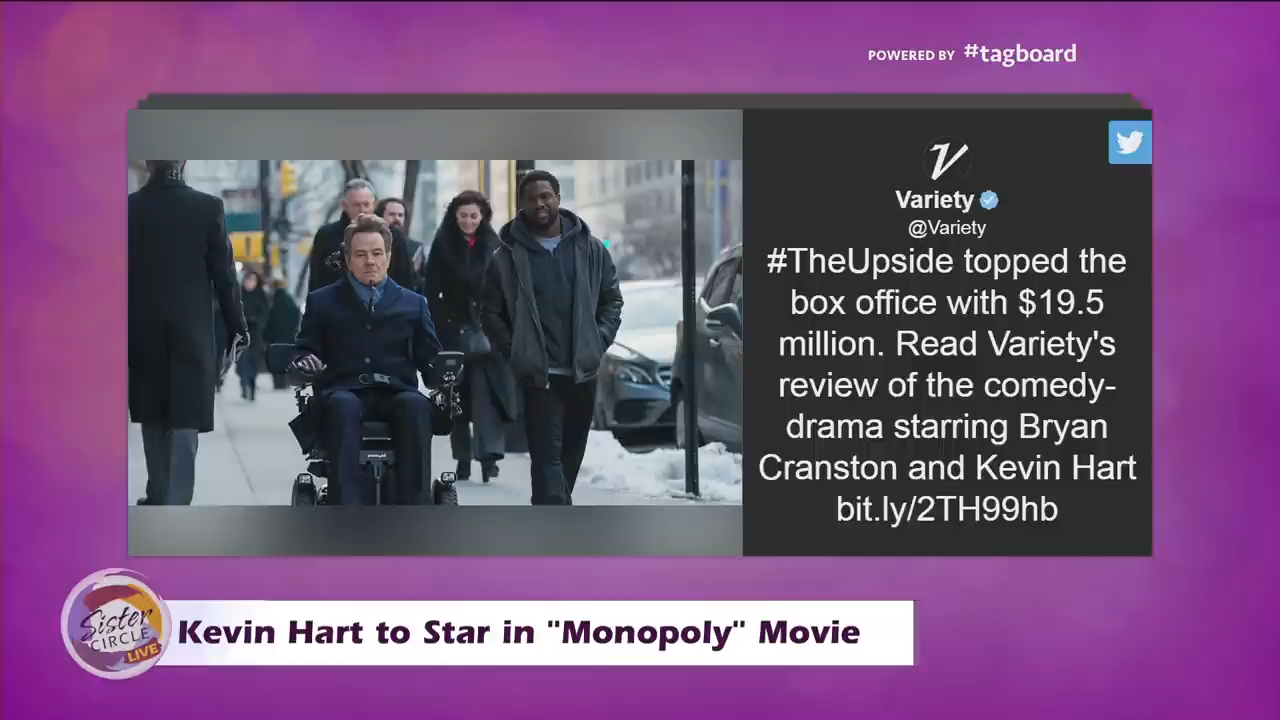 POWERED BY #tagboard
Variety
@Variety
#TheUpside topped the
box office with $19.5
million. Read Variety's
review of the comedy-
drama starring Bryan
Cranston and Kevin Hart
bit.ly/2TH99hb
Sister
CIRCLE
LIVE
Kevin Hart to Star in "Monopoly" Movie